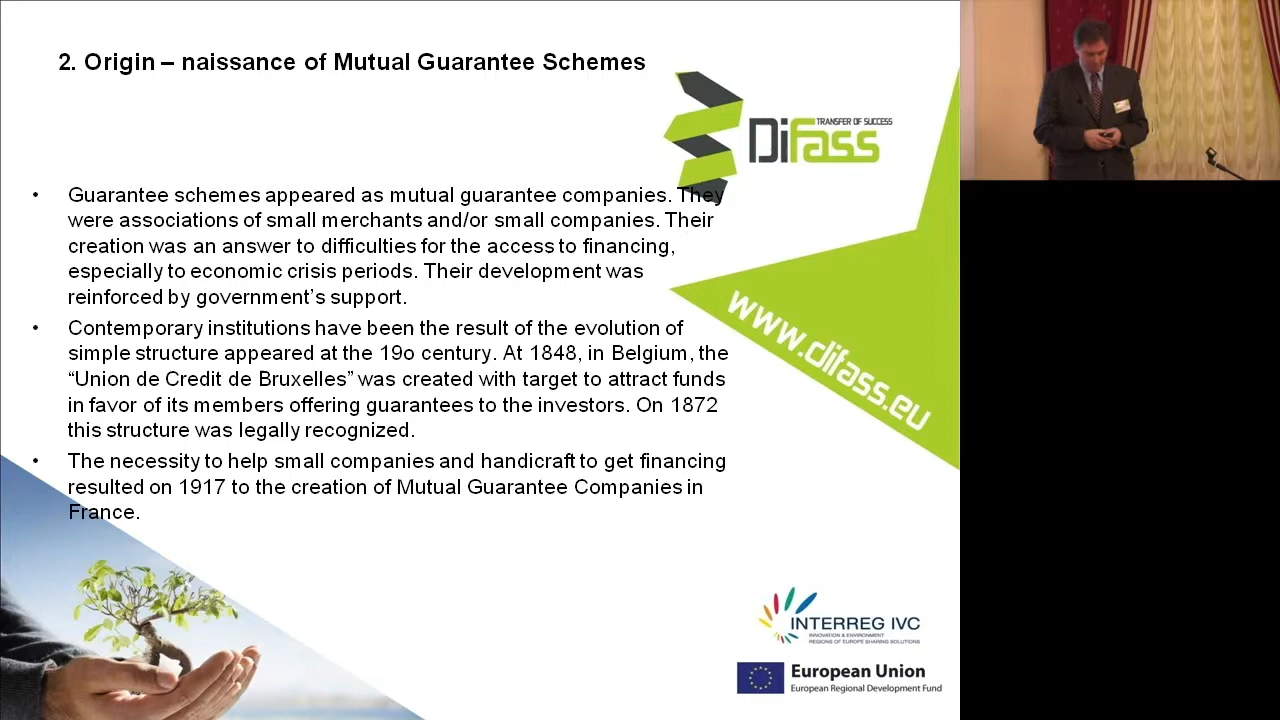 2. Origin – naissance of Mutual Guarantee Schemes
TRANSFER OF SUCCESS
Difass
• Guarantee schemes appeared as mutual guarantee companies. They
were associations of small merchants and/or small companies. Their
creation was an answer to difficulties for the access to financing,
especially to economic crisis periods. Their development was
reinforced by government’s support.
• Contemporary institutions have been the result of the evolution of
simple structure appeared at the 19o century. At 1848, in Belgium, the
“Union de Credit de Bruxelles” was created with target to attract funds
in favor of its members offering guarantees to the investors. On 1872
this structure was legally recognized.
• The necessity to help small companies and handicraft to get financing
resulted on 1917 to the creation of Mutual Guarantee Companies in
France.
www.difass.eu
INTERREG IVC
INNOVATION & ENVIRONMENT
REGIONS OF EUROPE SHARING SOLUTIONS
European Union
European Regional Development Fund